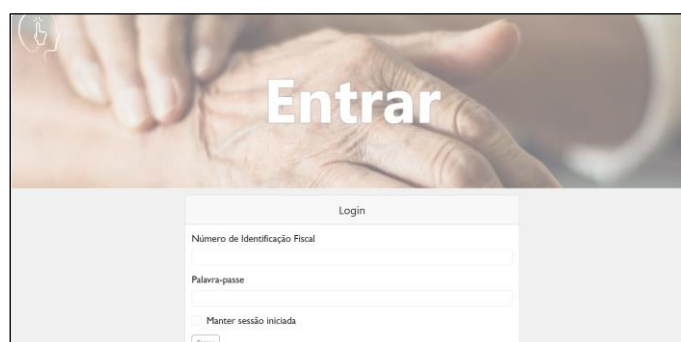 Entrar
Login
Número de Identificação Fiscal
Palavra-passe
Manter sessão iniciada